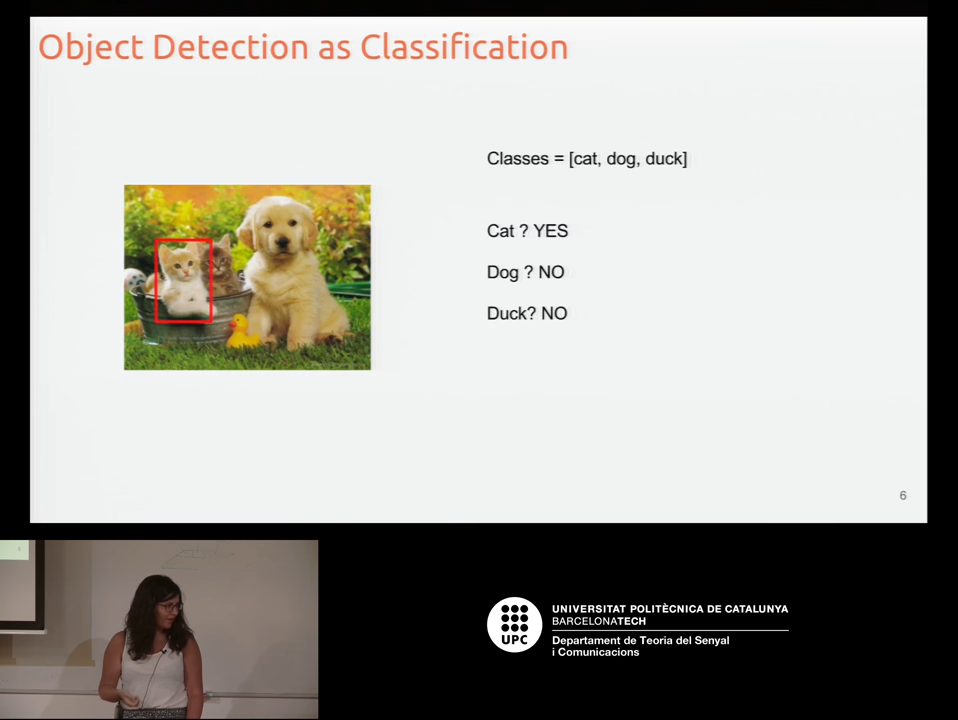 Object Detection as Classification
Classes = [cat, dog, duck]
Cat ? YES
Dog ? NO
Duck? NO
6
UPC
UNIVERSITAT POLITÈCNICA DE CATALUNYA
BARCELONATECH
Departament de Teoria del Senyal
i Comunicacions